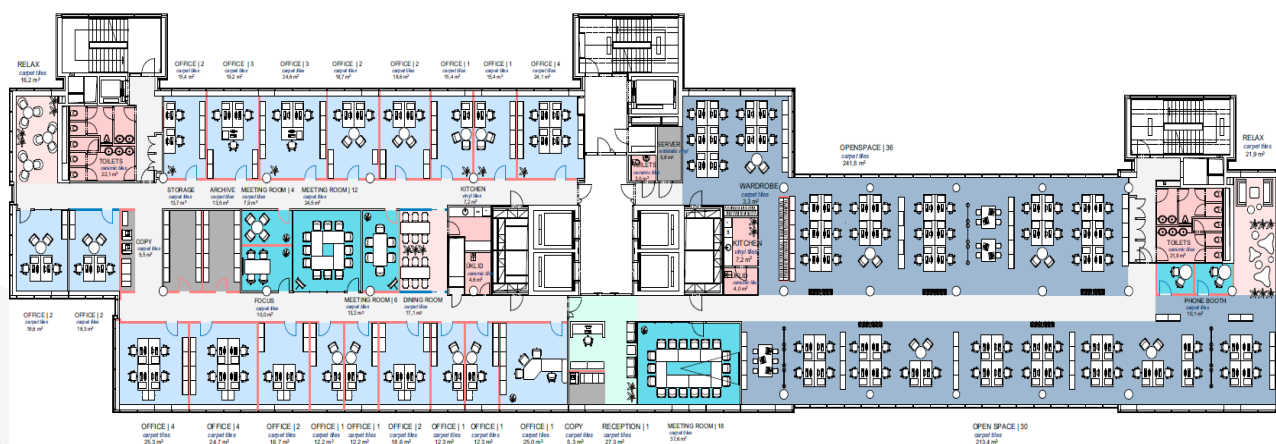 RELAX
carpet tiles
16,2 m²
OFFICE | 2
carpet tiles
15,4 m²
OFFICE | 3
carpet tiles
19,2 m²
OFFICE | 3
carpet tiles
24,6 m²
OFFICE | 2
carpet tiles
18,7 m²
OFFICE | 2
carpet tiles
18,6 m²
OFFICE | 1
carpet tiles
15,4 m²
OFFICE | 1
carpet tiles
15,4 m²
OFFICE | 4
carpet tiles
24,1 m²
OPENSPACE | 36
carpet tiles
241,8 m²
RELAX
carpet tiles
21,9 m²
TOILETS
ceramic tiles
22,1 m²
SERVER
antistatic vinyl
5,8 m²
TOILETS
ceramic tiles
STORAGE
carpet tiles
13,7 m²
ARCHIVE
carpet tiles
13,5 m²
MEETING ROOM | 4
carpet tiles
7,9 m²
MEETING ROOM | 12
carpet tiles
24,5 m²
KITCHEN
vinyl tiles
7,2 m²
WARDROBE
carpet tiles
3,3 m²
COPY
carpet tiles
5,5 m²
KITCHEN
vinyl tiles
7,2 m²
TOILETS
ceramic tiles
21,9 m²
ÚKLID
ceramic tiles
4,6 m²
ceramic tiles
4,0 m²
FOCUS
carpet tiles
10,0 m²
MEETING ROOM | 6
carpet tiles
13,2 m²
DINING ROOM
carpet tiles
17,1 m²
PHONE BOOTH
carpet tiles
10,1 m²
OFFICE | 2
carpet tiles
18,6 m²
OFFICE | 2
carpet tiles
16,3 m²
OFFICE | 4
carpet tiles
25,3 m²
OFFICE | 4
carpet tiles
24,7 m²
OFFICE | 2
carpet tiles
18,7 m²
OFFICE | 1
carpet tiles
12,2 m²
OFFICE | 1
carpet tiles
12,2 m²
OFFICE | 2
carpet tiles
18,6 m²
OFFICE | 1
carpet tiles
12,3 m²
OFFICE | 1
carpet tiles
12,3 m²
OFFICE | 1
carpet tiles
25,0 m²
COPY
carpet tiles
5,3 m²
RECEPTION | 1
carpet tiles
27,3 m²
MEETING ROOM | 18
carpet tiles
37,6 m²
OPEN SPACE | 30
carpet tiles
213,4 m²